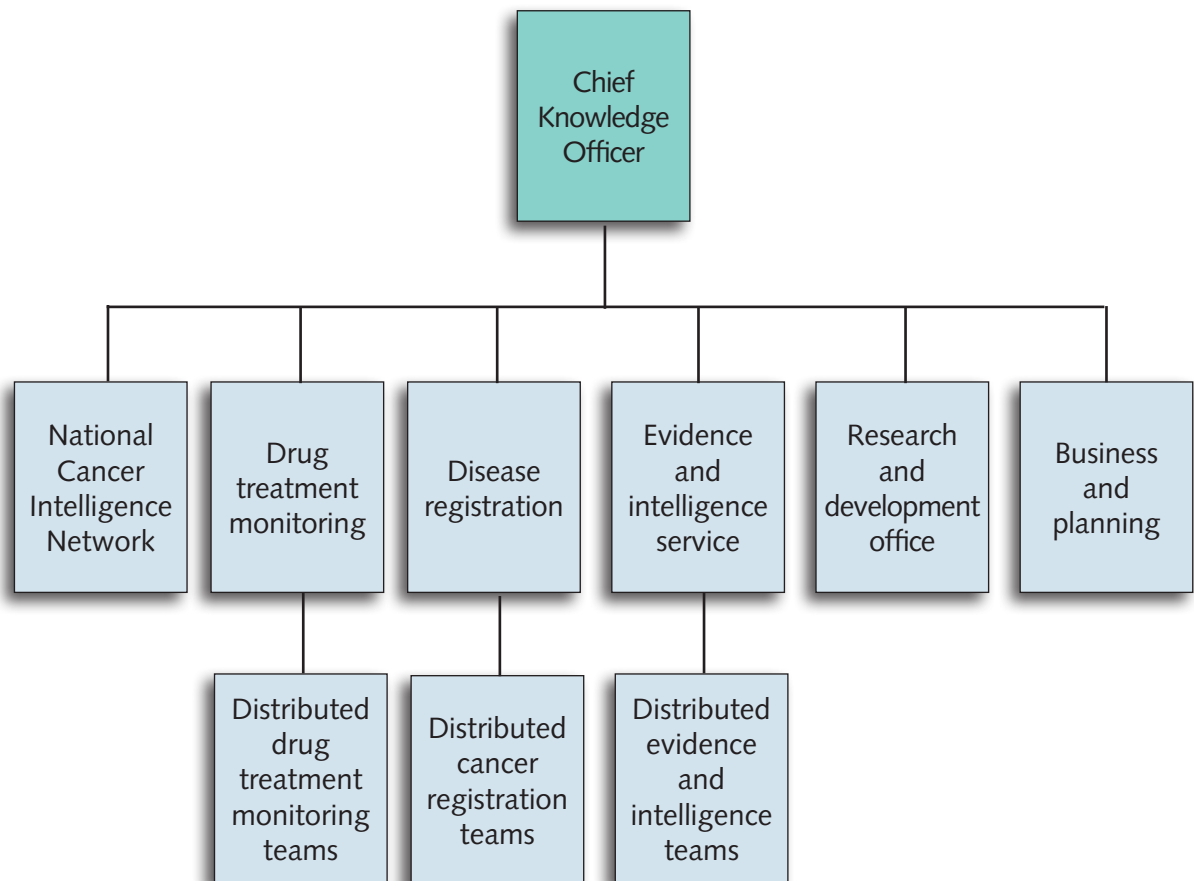 Chief
Knowledge
Officer
National
Cancer
Intelligence
Network
Drug
treatment
monitoring
Disease
registration
Evidence
and
intelligence
service
Research
and
development
office
Business
and
planning
Distributed
drug
treatment
monitoring
teams
Distributed
cancer
registration
teams
Distributed
evidence
and
intelligence
teams